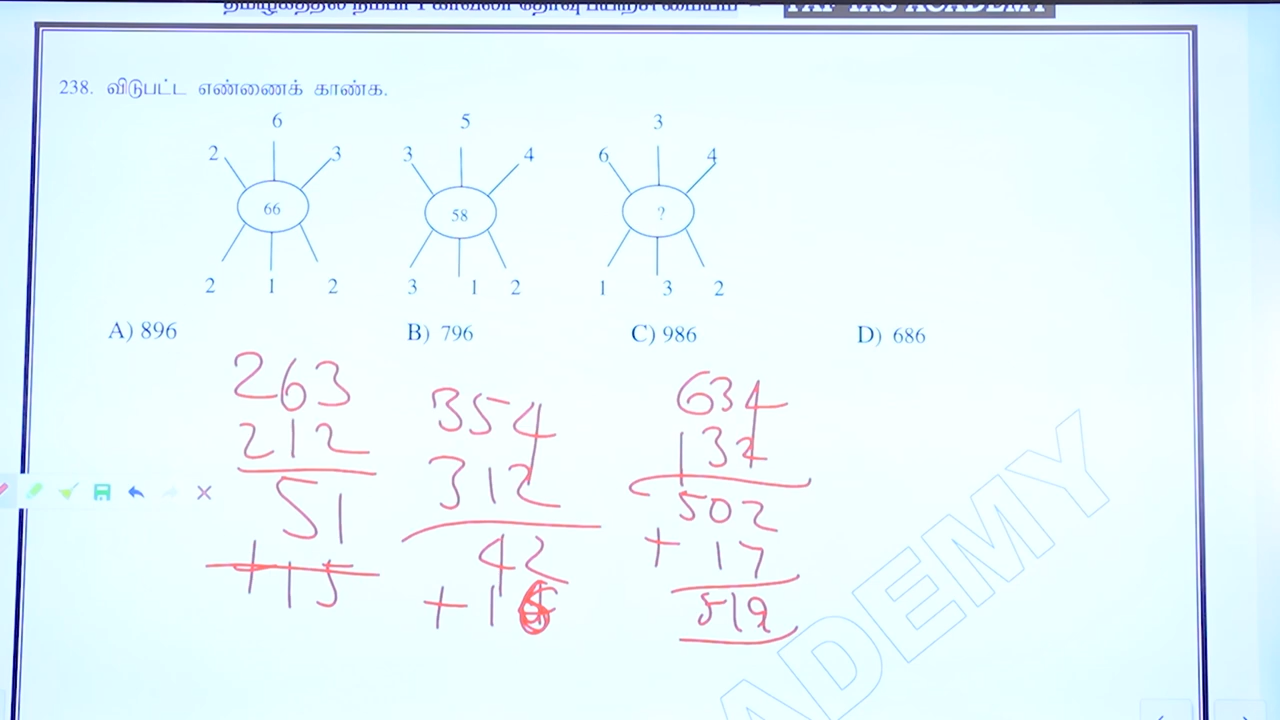 238. விடுபட்ட எண்ணைக் காண்க.
6 5 3
2 3 3 4 6 4
66 58 ?
2 1 2 3 1 2 1 3 2
A) 896 B) 796 C) 986 D) 686
263 354 634
212 312 132
51 42 502
+15 +1 +17
519
ADEMY